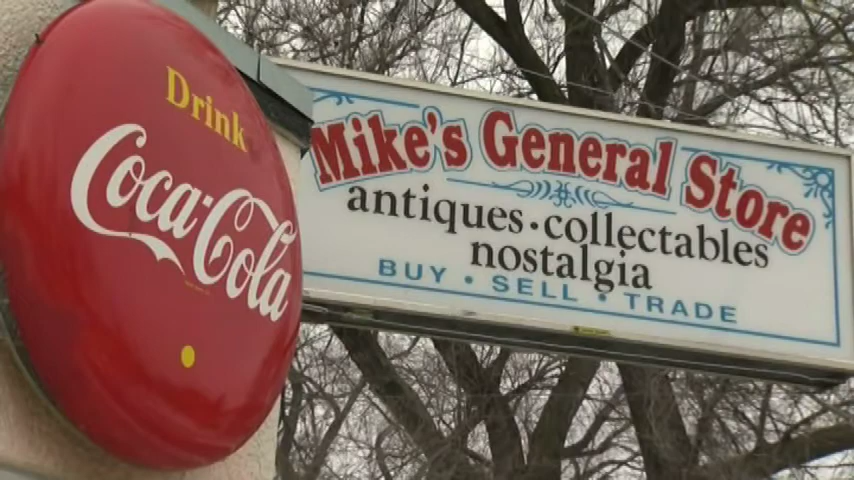 Drink
Coca-Cola
Mike's General Store
antiques · collectables
nostalgia
BUY · SELL · TRADE